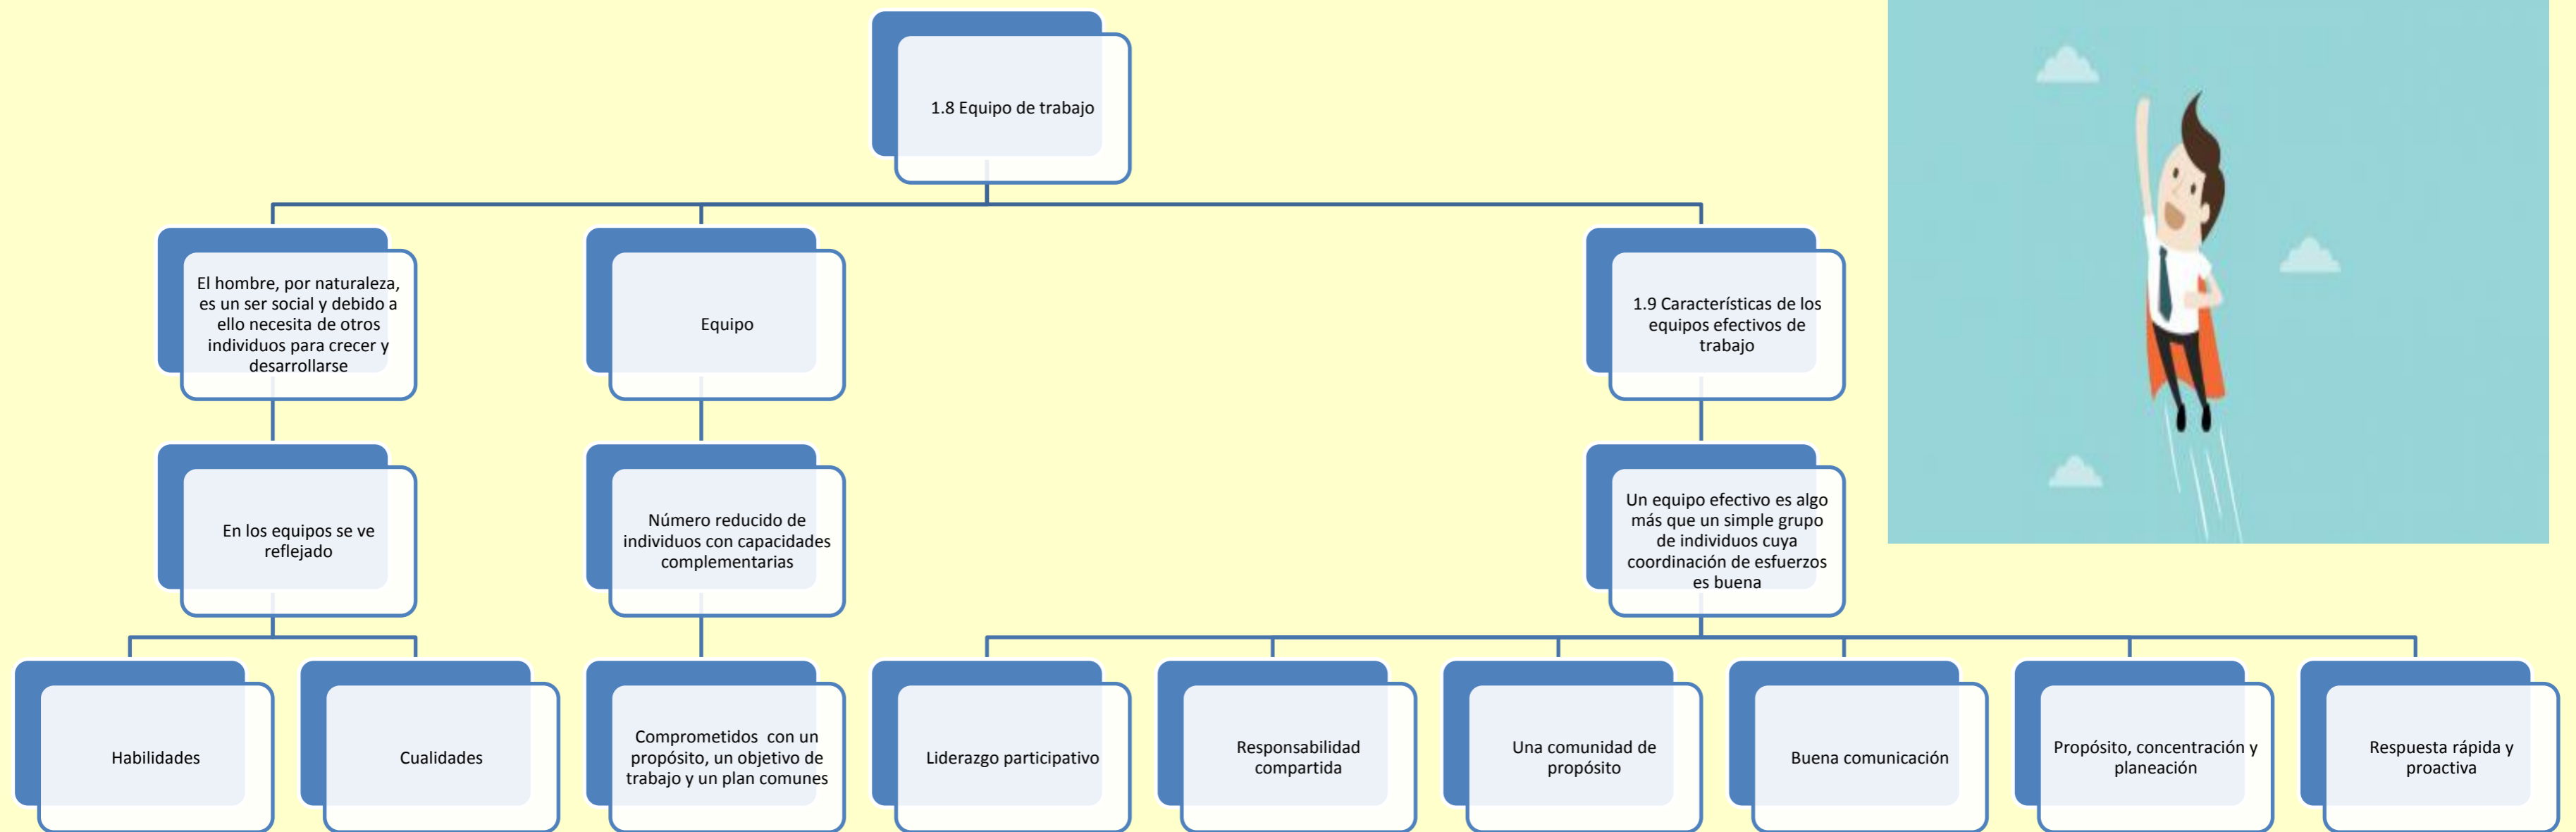 1.8 Equipo de trabajo
El hombre, por naturaleza,
es un ser social y debido a
ello necesita de otros
individuos para crecer y
desarrollarse
Equipo
1.9 Características de los
equipos efectivos de
trabajo
En los equipos se ve
reflejado
Número reducido de
individuos con capacidades
complementarias
Un equipo efectivo es algo
más que un simple grupo
de individuos cuya
coordinación de esfuerzos
es buena
Habilidades
Cualidades
Comprometidos  con un
propósito, un objetivo de
trabajo y un plan comunes
Liderazgo participativo
Responsabilidad
compartida
Una comunidad de
propósito
Buena comunicación
Propósito, concentración y
planeación
Respuesta rápida y
proactiva